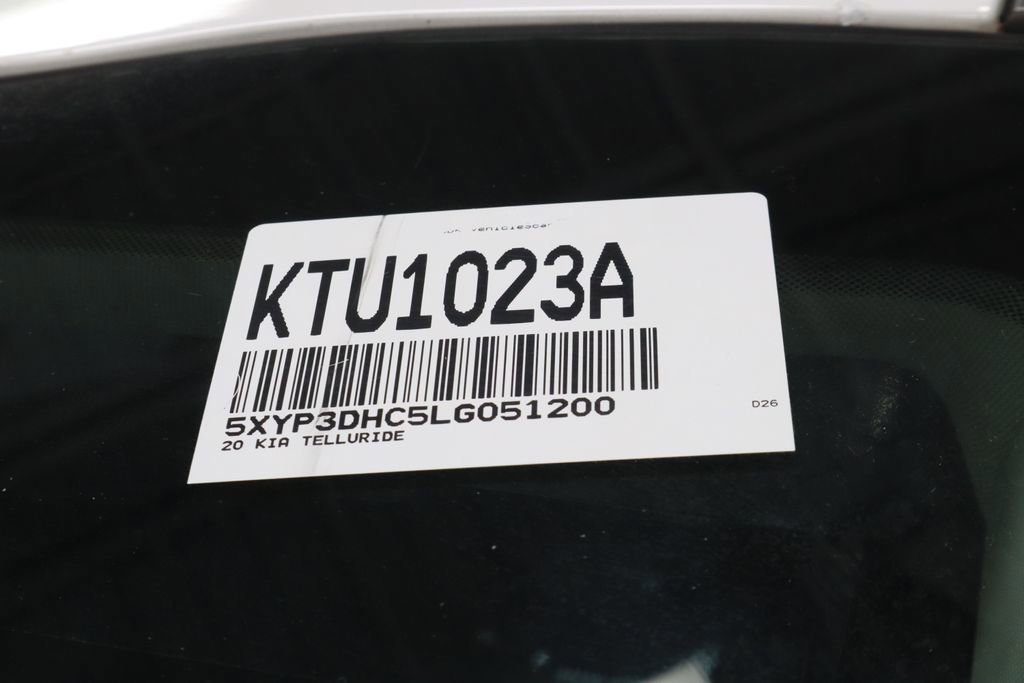 KTU1023A
5XYP3DHC5LG051200
20 KIA TELLURIDE
D26